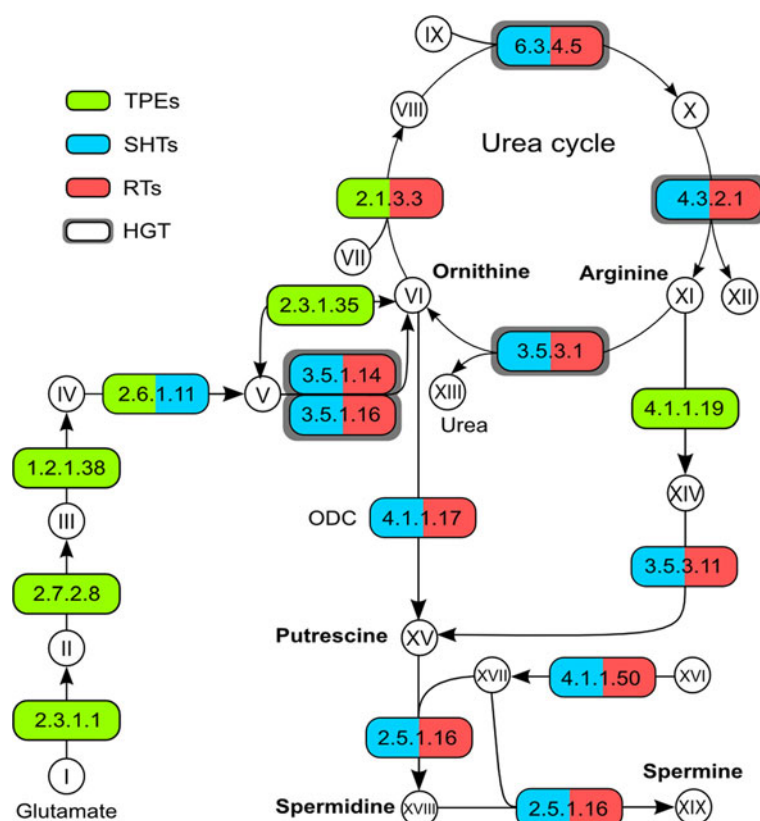 IX
6.3.4.5
TPEs
SHTs
RTs
HGT
VIII
X
Urea cycle
2.1.3.3
4.3.2.1
VII
Ornithine
Arginine
2.3.1.35
VI
XI
XII
3.5.1.14
3.5.3.1
IV
2.6.1.11
V
3.5.1.16
XIII
Urea
4.1.1.19
1.2.1.38
XIV
III
ODC
4.1.1.17
3.5.3.11
2.7.2.8
Putrescine
XV
II
XVII
4.1.1.50
XVI
2.3.1.1
2.5.1.16
Spermine
I
Glutamate
Spermidine
XVIII
2.5.1.16
XIX